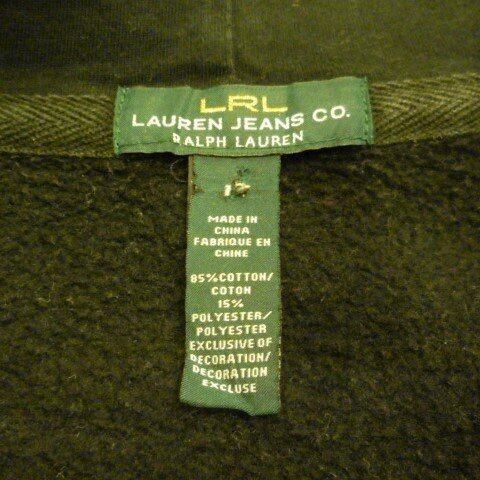 LRL
LAUREN JEANS CO.
RALPH LAUREN
MADE IN
CHINA
FABRIQUE EN
CHINE
85% COTTON/
COTON
15%
POLYESTER/
POLYESTER
EXCLUSIVE OF
DECORATION/
DECORATION
EXCLUSE